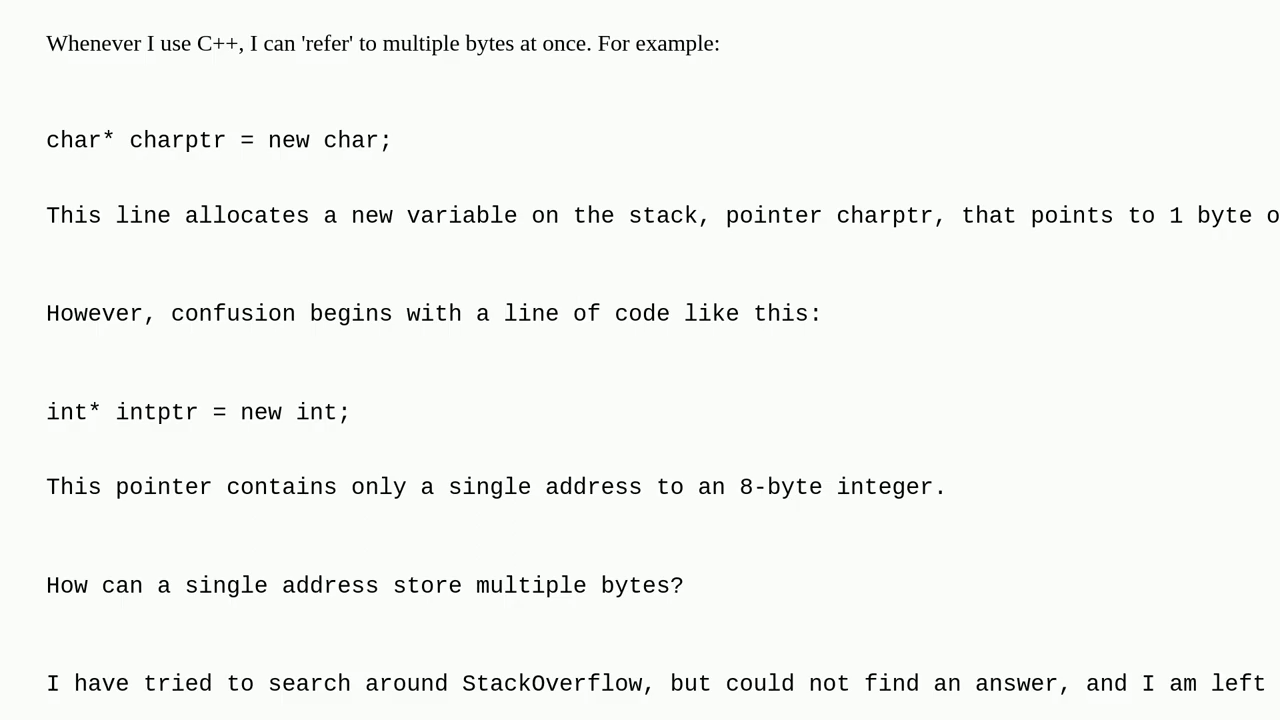 Whenever I use C++, I can 'refer' to multiple bytes at once. For example:
char* charptr = new char;
This line allocates a new variable on the stack, pointer charptr, that points to 1 byte
However, confusion begins with a line of code like this:
int* intptr = new int;
This pointer contains only a single address to an 8-byte integer.
How can a single address store multiple bytes?
I have tried to search around StackOverflow, but could not find an answer, and I am left